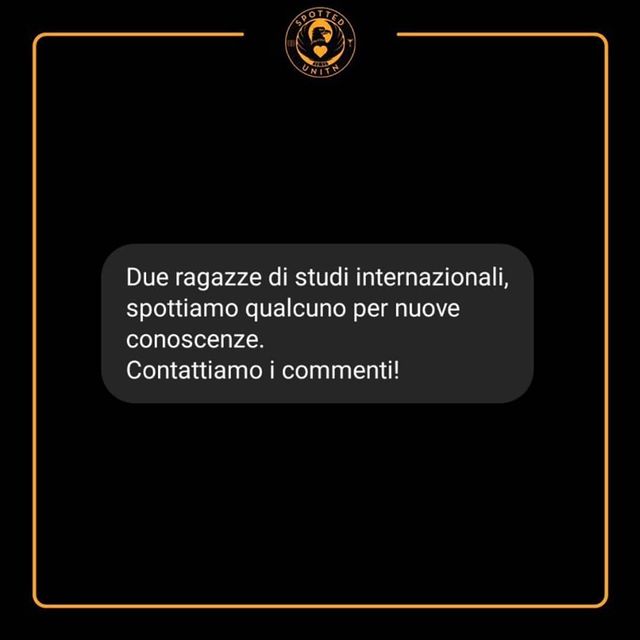 SPOTTED
UNITN
Due ragazze di studi internazionali,
spottiamo qualcuno per nuove
conoscenze.
Contattiamo i commenti!